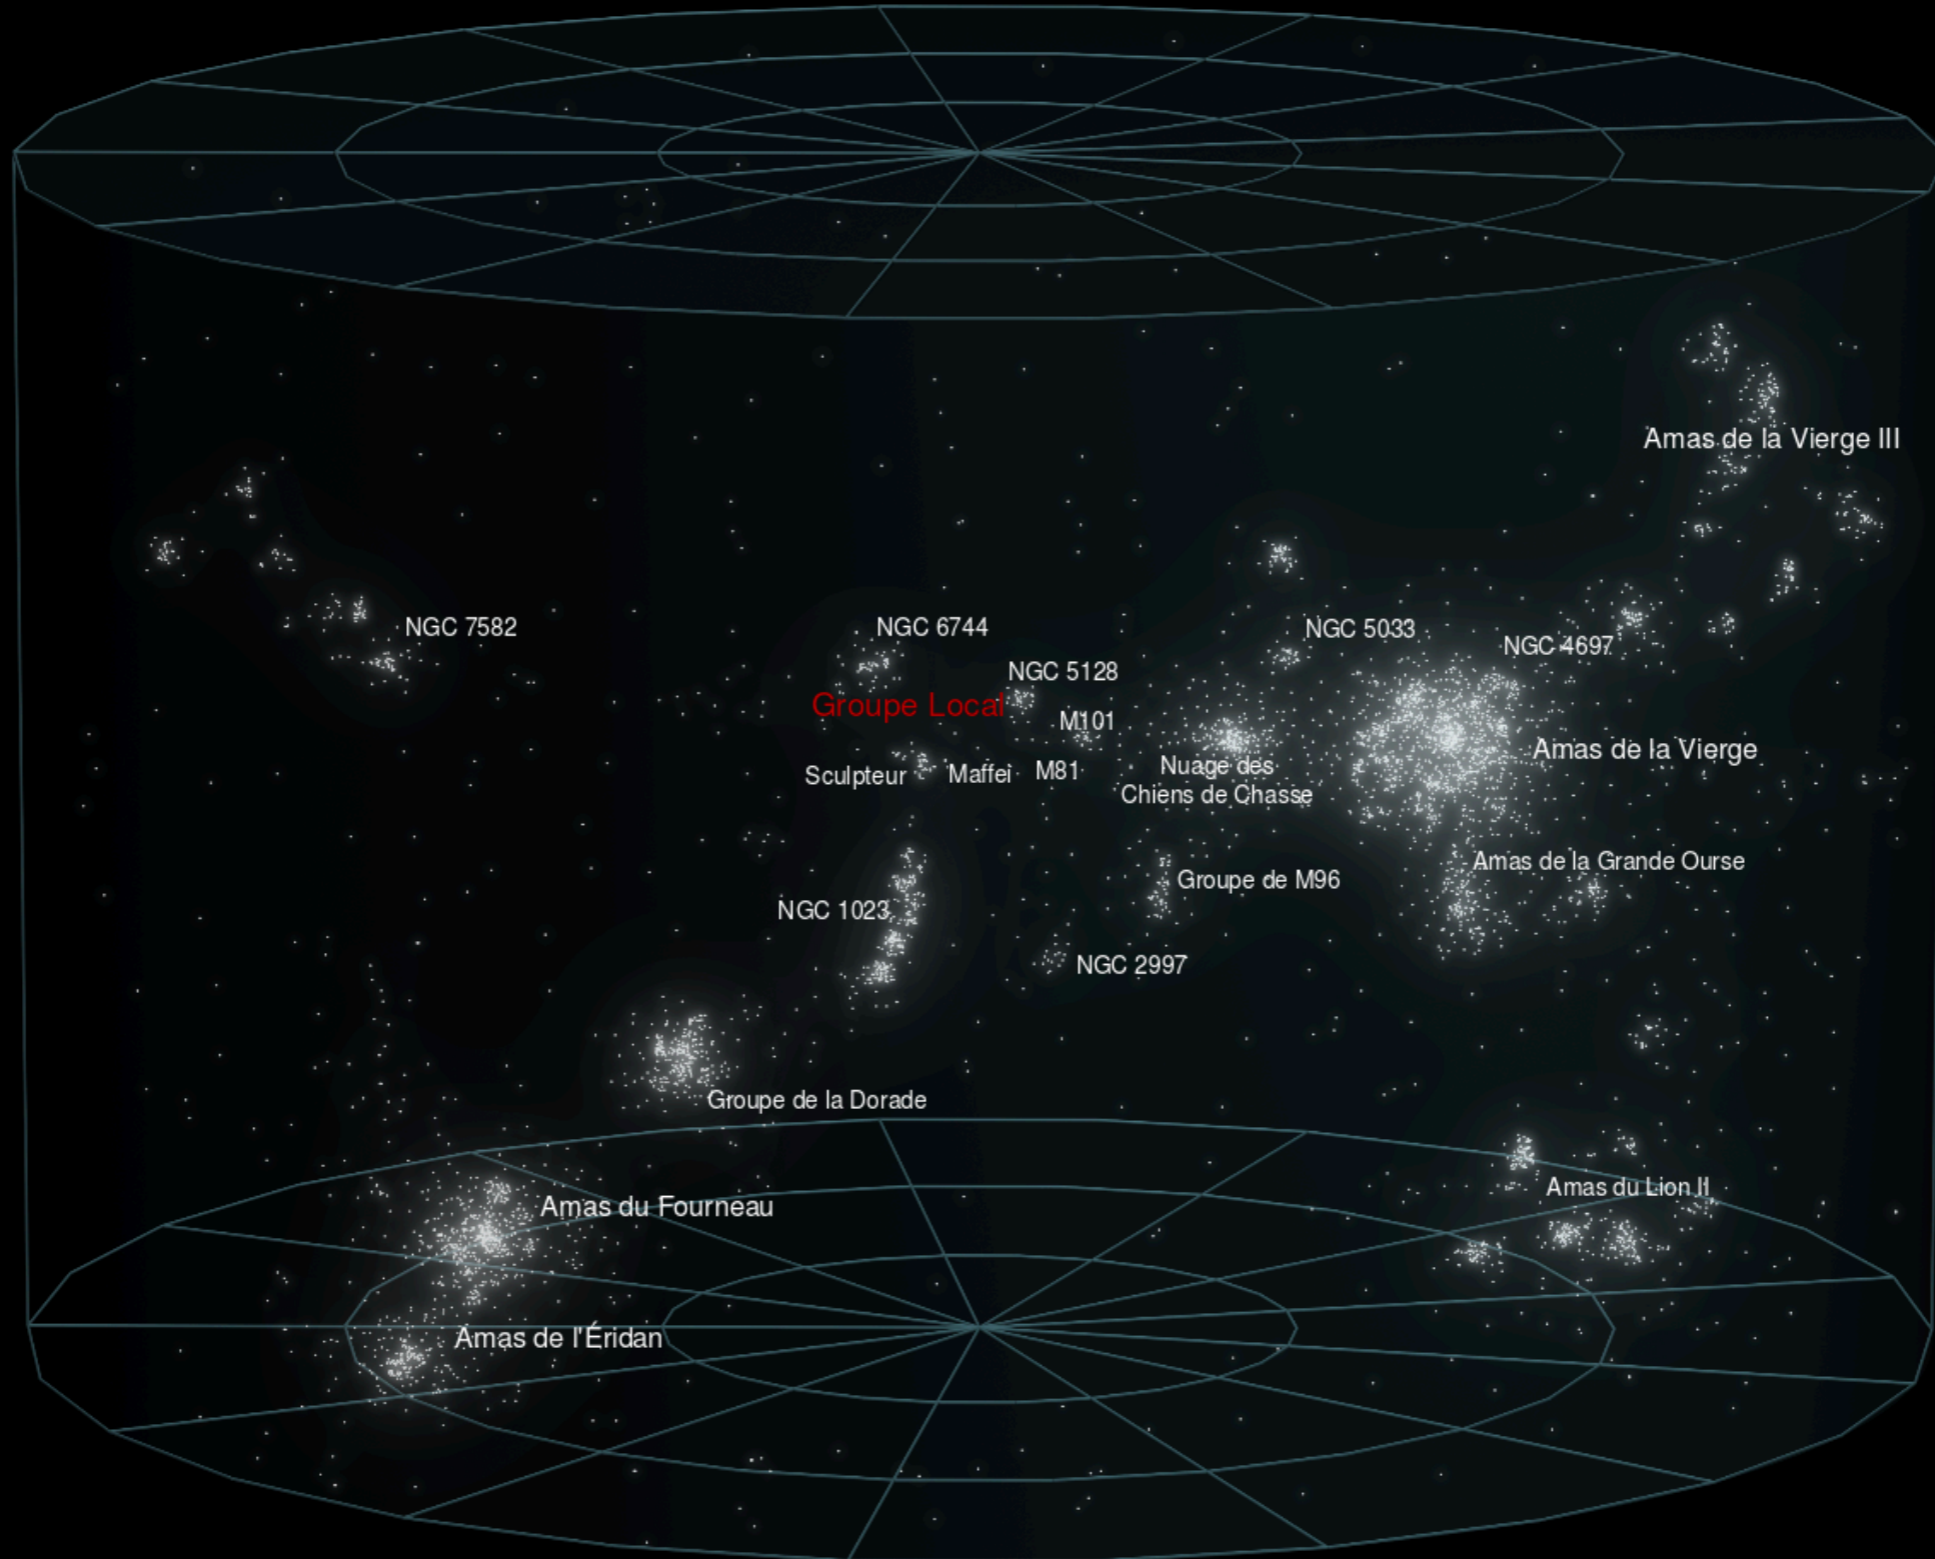 Amas de la Vierge III
NGC 7582
NGC 6744
NGC 5033
NGC 4697
NGC 5128
Groupe Local
M101
Amas de la Vierge
Sculpteur
Maffei
M81
Nuage des
Chiens de Chasse
Amas de la Grande Ourse
Groupe de M96
NGC 1023
NGC 2997
Groupe de la Dorade
Amas du Lion II
Amas du Fourneau
Amas de l'Éridan